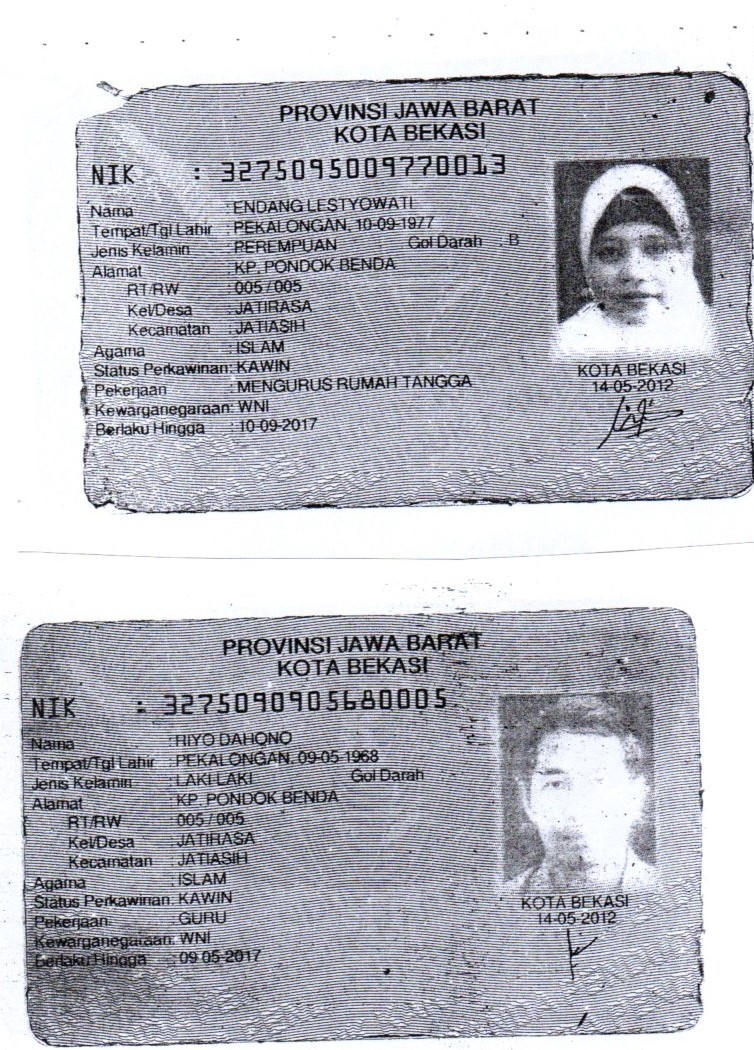 PROVINSI JAWA BARAT
KOTA BEKASI
NIK : 3275095009770013
Nama : ENDANG LESTYOWATI
Tempat/Tgl Lahir : PEKALONGAN, 10-09-1977
Jenis Kelamin : PEREMPUAN Gol Darah : B
Alamat : KP. PONDOK BENDA
RT/RW : 005 / 005
Kel/Desa : JATIRASA
Kecamatan : JATIASIH
Agama : ISLAM
Status Perkawinan: KAWIN
Pekerjaan : MENGURUS RUMAH TANGGA
Kewarganegaraan: WNI
Berlaku Hingga : 10-09-2017
KOTA BEKASI
14-05-2012
PROVINSI JAWA BARAT
KOTA BEKASI
NIK : 3275090905680005
Nama : RIYO DAHONO
Tempat/Tgl Lahir : PEKALONGAN, 09-05-1968
Jenis Kelamin : LAKI LAKI Gol Darah
Alamat : KP. PONDOK BENDA
RT/RW : 005 / 005
Kel/Desa : JATIRASA
Kecamatan : JATIASIH
Agama : ISLAM
Status Perkawinan: KAWIN
Pekerjaan : GURU
Kewarganegaraan: WNI
Berlaku Hingga : 09 05-2017
KOTA BEKASI
14-05-2012